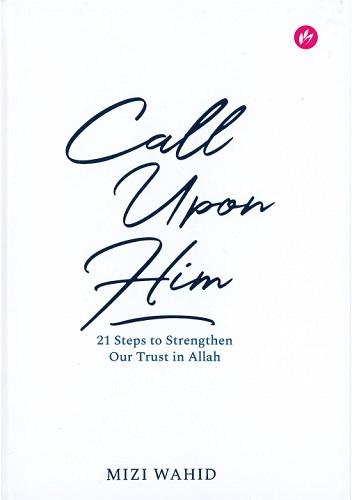 Call
Upon
Him
21 Steps to Strengthen
Our Trust in Allah
MIZI WAHID